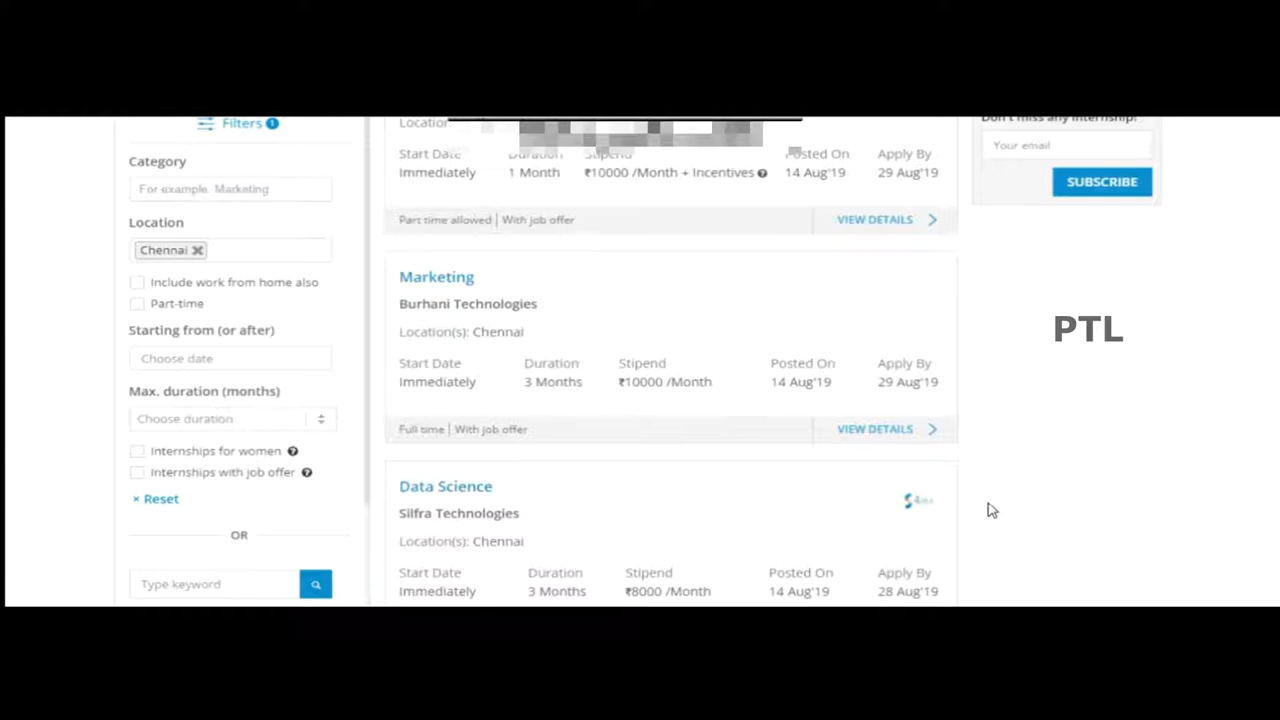 Filters 1
Category
For example. Marketing
Location
Chennai
Include work from home also
Part-time
Starting from (or after)
Choose date
Max. duration (months)
Choose duration
Internships for women ?
Internships with job offer ?
× Reset
OR
Type keyword
Start Date Duration Stipend Posted On Apply By
Immediately 1 Month ₹10000 /Month + Incentives ? 14 Aug'19 29 Aug'19
Part time allowed | With job offer VIEW DETAILS >
Marketing
Burhani Technologies
Location(s): Chennai
Start Date Duration Stipend Posted On Apply By
Immediately 3 Months ₹10000 /Month 14 Aug'19 29 Aug'19
Full time | With job offer VIEW DETAILS >
Data Science
Silfra Technologies
Location(s): Chennai
Start Date Duration Stipend Posted On Apply By
Immediately 3 Months ₹8000 /Month 14 Aug'19 28 Aug'19
Don't miss any internship!
Your email
SUBSCRIBE
PTL